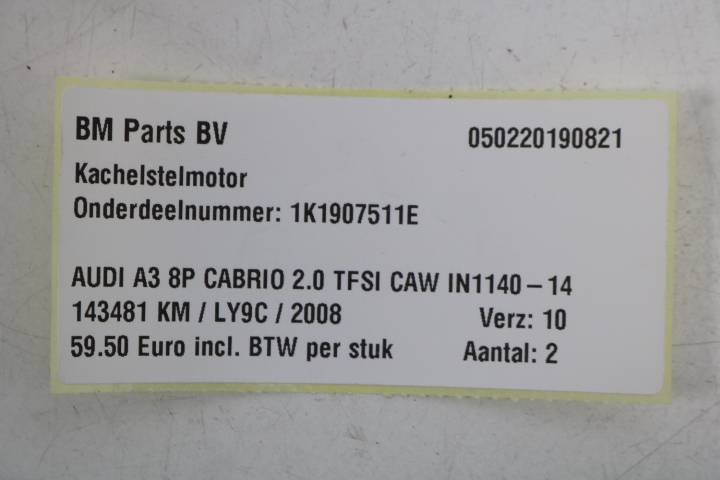 BM Parts BV 050220190821
Kachelstelmotor
Onderdeelnummer: 1K1907511E
AUDI A3 8P CABRIO 2.0 TFSI CAW IN1140-14
143481 KM / LY9C / 2008 Verz: 10
59.50 Euro incl. BTW per stuk Aantal: 2